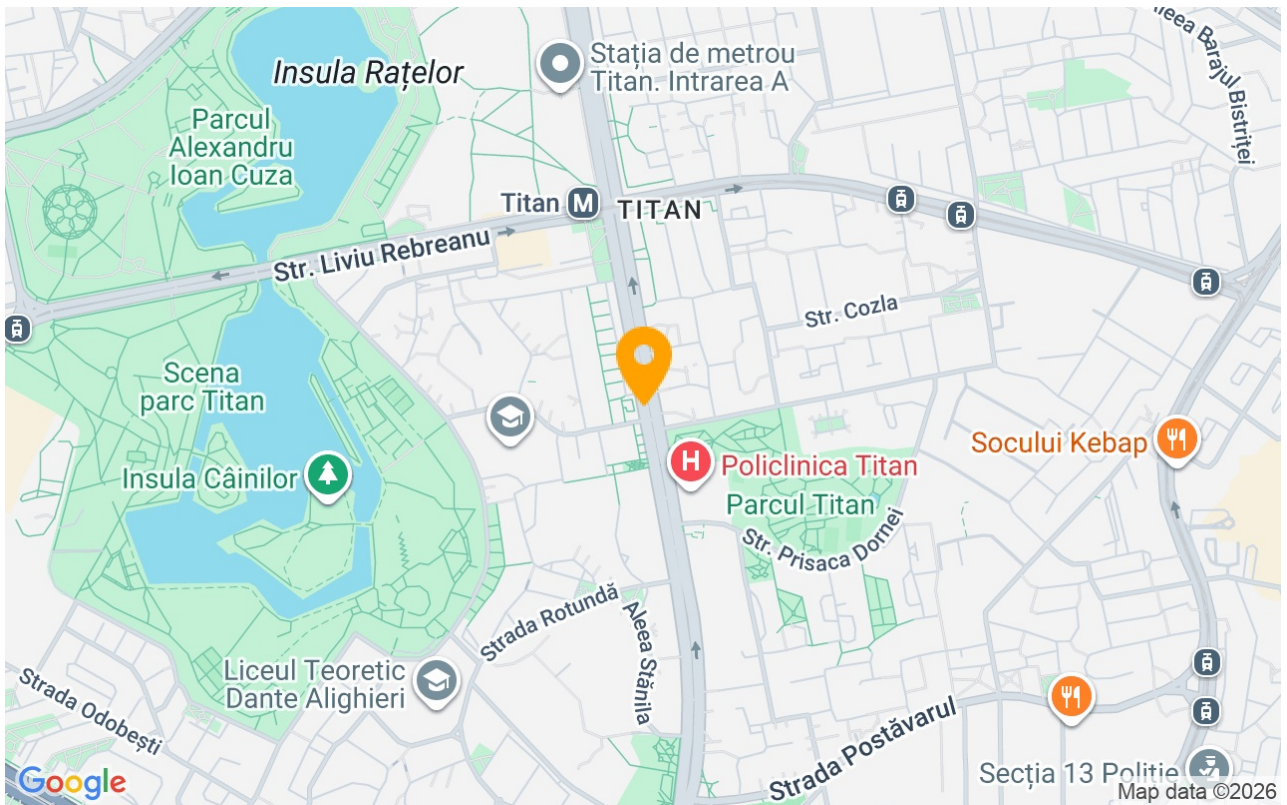 Insula Rațelor
Stația de metrou
Titan. Intrarea A
Aleea Barajul Bistriței
Parcul
Alexandru
Ioan Cuza
Titan
M
TITAN
Str. Liviu Rebreanu
Str. Cozla
Scena
parc Titan
Insula Câinilor
H
Policlinica Titan
Parcul Titan
Socului Kebap
Str. Prisaca Dornei
Strada Rotundă
Aleea Stănila
Liceul Teoretic
Dante Alighieri
Strada Odobești
Strada Postăvarul
Secția 13 Poliție
Google
Map data ©2026